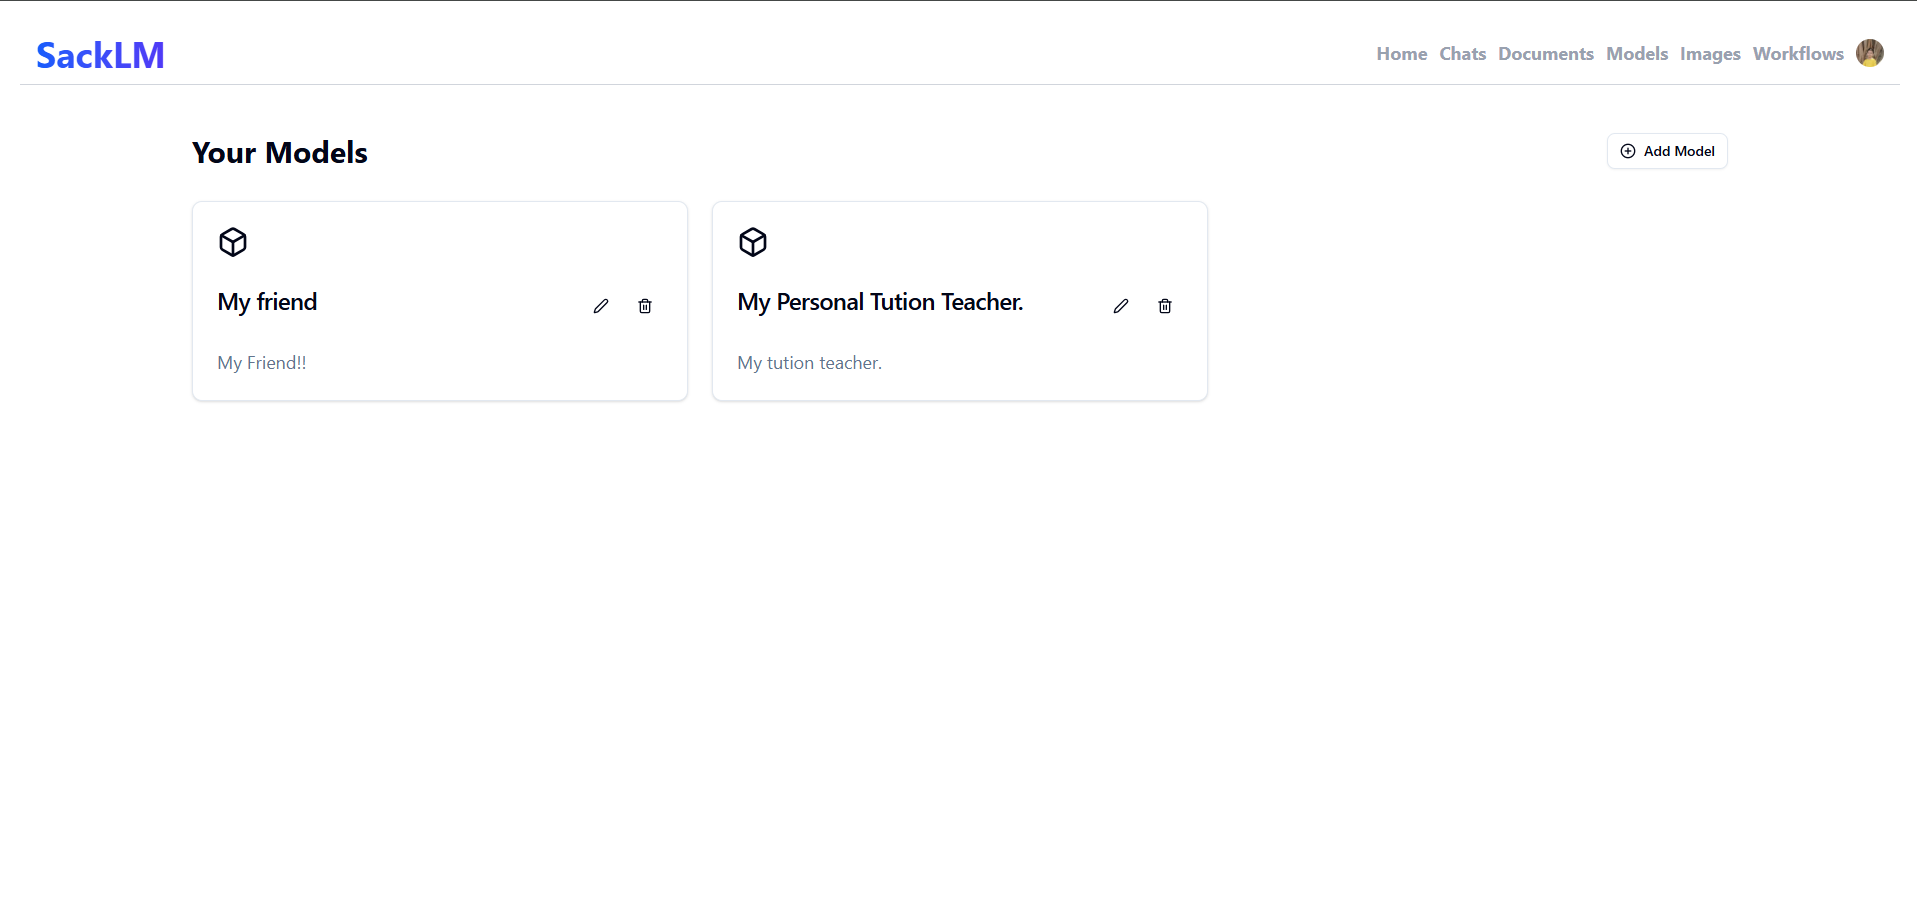 SackLM
Home Chats Documents Models Images Workflows
Your Models
Add Model
My friend
My Friend!!
My Personal Tution Teacher.
My tution teacher.